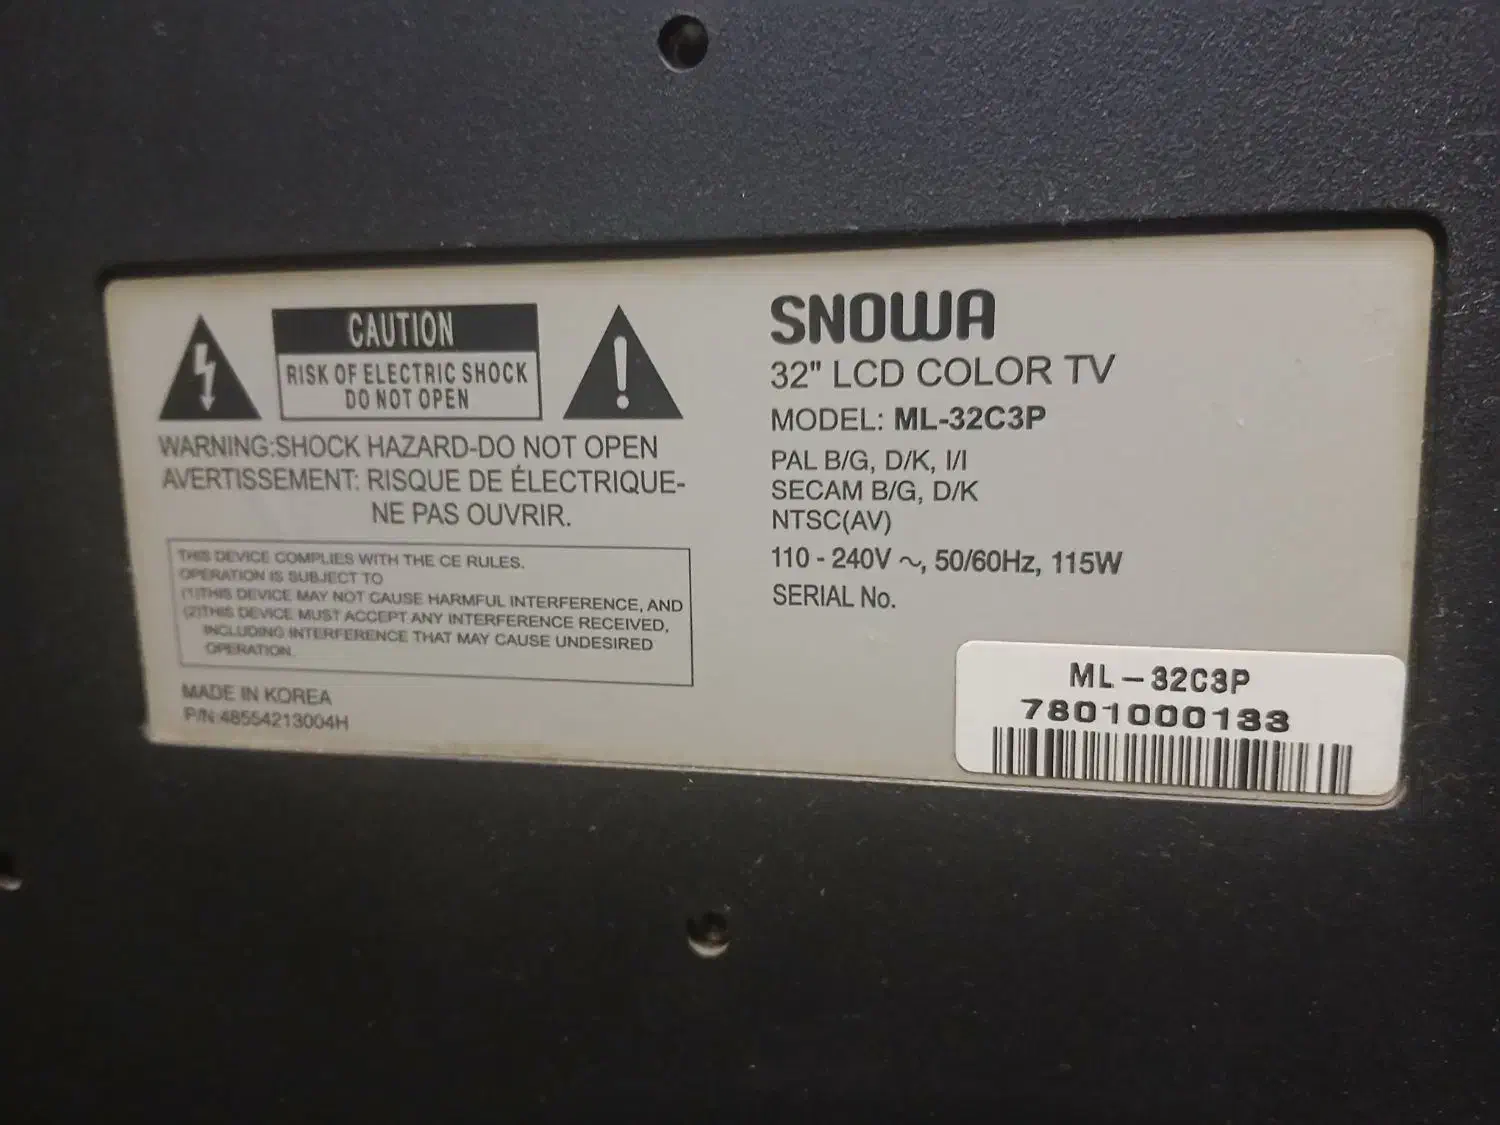 CAUTION
RISK OF ELECTRIC SHOCK
DO NOT OPEN
WARNING:SHOCK HAZARD-DO NOT OPEN
AVERTISSEMENT: RISQUE DE ÉLECTRIQUE-
NE PAS OUVRIR.
THIS DEVICE COMPLIES WITH THE CE RULES.
OPERATION IS SUBJECT TO
(1)THIS DEVICE MAY NOT CAUSE HARMFUL INTERFERENCE, AND
(2)THIS DEVICE MUST ACCEPT ANY INTERFERENCE RECEIVED,
INCLUDING INTERFERENCE THAT MAY CAUSE UNDESIRED
OPERATION.
MADE IN KOREA
P/N:48554213004H
SNOWA
32" LCD COLOR TV
MODEL: ML-32C3P
PAL B/G, D/K, I/I
SECAM B/G, D/K
NTSC(AV)
110 - 240V ~, 50/60Hz, 115W
SERIAL No.
ML-32C3P
7801000133